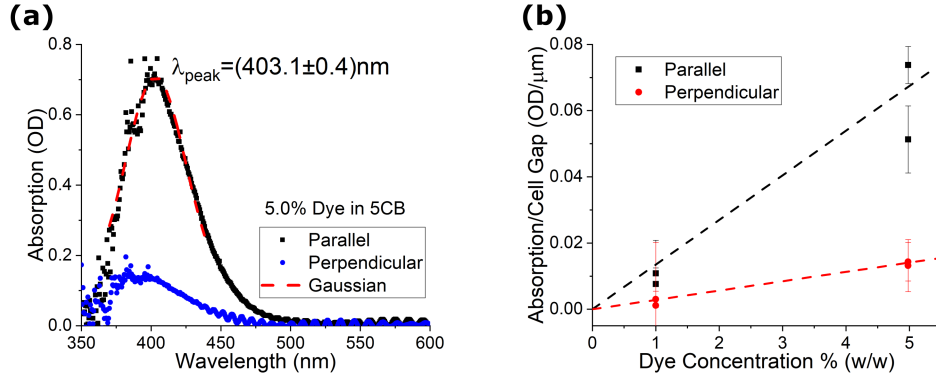 (a)
λpeak=(403.1±0.4)nm
Absorption (OD)
0.8
0.6
0.4
0.2
0.0
5.0% Dye in 5CB
Parallel
Perpendicular
Gaussian
350 400 450 500 550 600
Wavelength (nm)
(b)
Absorption/Cell Gap (OD/μm)
0.08
0.06
0.04
0.02
0.00
Parallel
Perpendicular
0 1 2 3 4 5
Dye Concentration % (w/w)